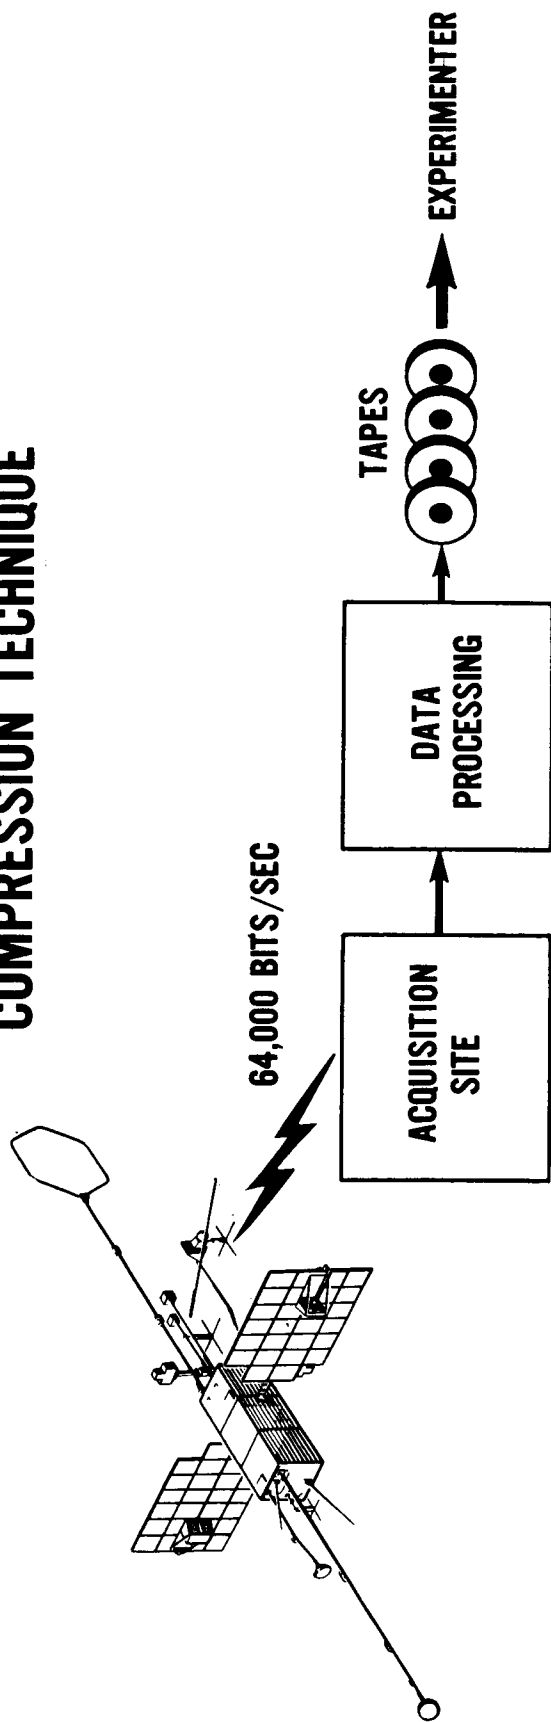 COMPRESSION TECHNIQUE
64,000 BITS/SEC
ACQUISITION
SITE
DATA
PROCESSING
TAPES
EXPERIMENTER